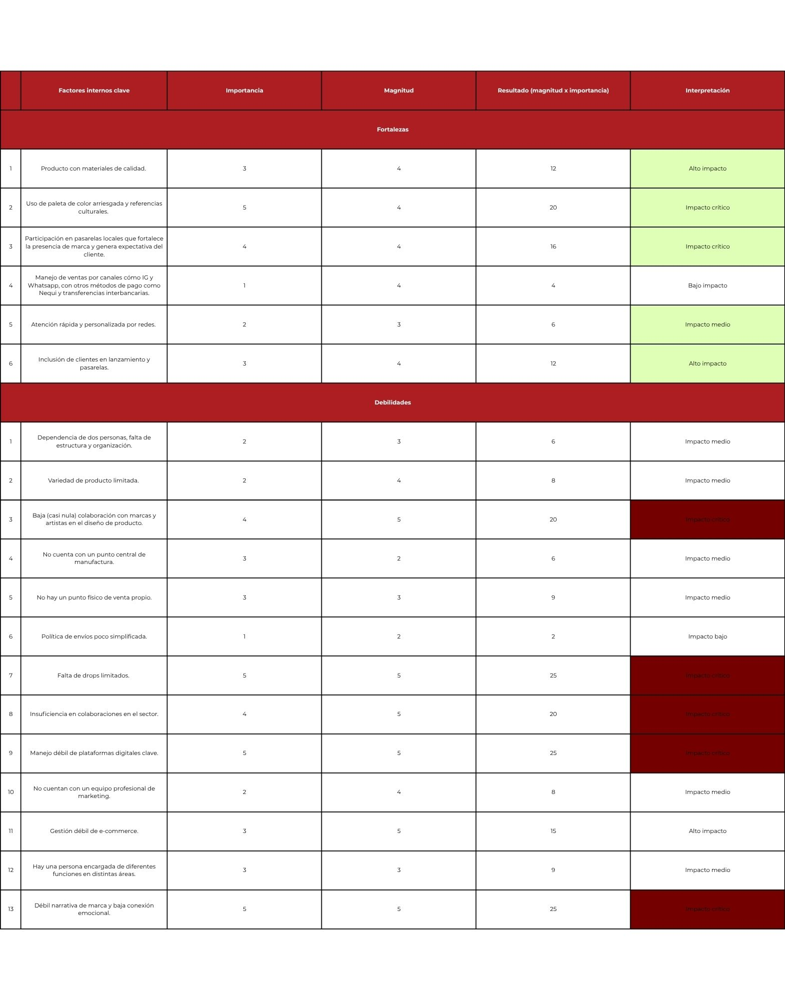 Factores internos clave Importancia Magnitud Resultado (magnitud x importancia) Interpretación
Fortalezas
1 Producto con materiales de calidad. 3 4 12 Alto impacto
2 Uso de paleta de color arriesgada y referencias
culturales. 5 4 20 Impacto crítico
3 Participación en pasarelas locales que fortalece
la presencia de marca y genera expectativa del
cliente. 4 4 16 Impacto crítico
4 Manejo de ventas por canales cómo IG y
Whatsapp, con otros métodos de pago como
Nequi y transferencias interbancarias. 1 4 4 Bajo impacto
5 Atención rápida y personalizada por redes. 2 3 6 Impacto medio
6 Inclusión de clientes en lanzamiento y
pasarelas. 3 4 12 Alto impacto
Debilidades
1 Dependencia de dos personas, falta de
estructura y organización. 2 3 6 Impacto medio
2 Variedad de producto limitada. 2 4 8 Impacto medio
3 Baja (casi nula) colaboración con marcas y
artistas en el diseño de producto. 4 5 20 Impacto crítico
4 No cuenta con un punto central de
manufactura. 3 2 6 Impacto medio
5 No hay un punto físico de venta propio. 3 3 9 Impacto medio
6 Política de envíos poco simplificada. 1 2 2 Impacto bajo
7 Falta de drops limitados. 5 5 25 Impacto crítico
8 Insuficiencia en colaboraciones en el sector. 4 5 20 Impacto crítico
9 Manejo débil de plataformas digitales clave. 5 5 25 Impacto crítico
10 No cuentan con un equipo profesional de
marketing. 2 4 8 Impacto medio
11 Gestión débil de e-commerce. 3 5 15 Alto impacto
12 Hay una persona encargada de diferentes
funciones en distintas áreas. 3 3 9 Impacto medio
13 Débil narrativa de marca y baja conexión
emocional. 5 5 25 Impacto crítico